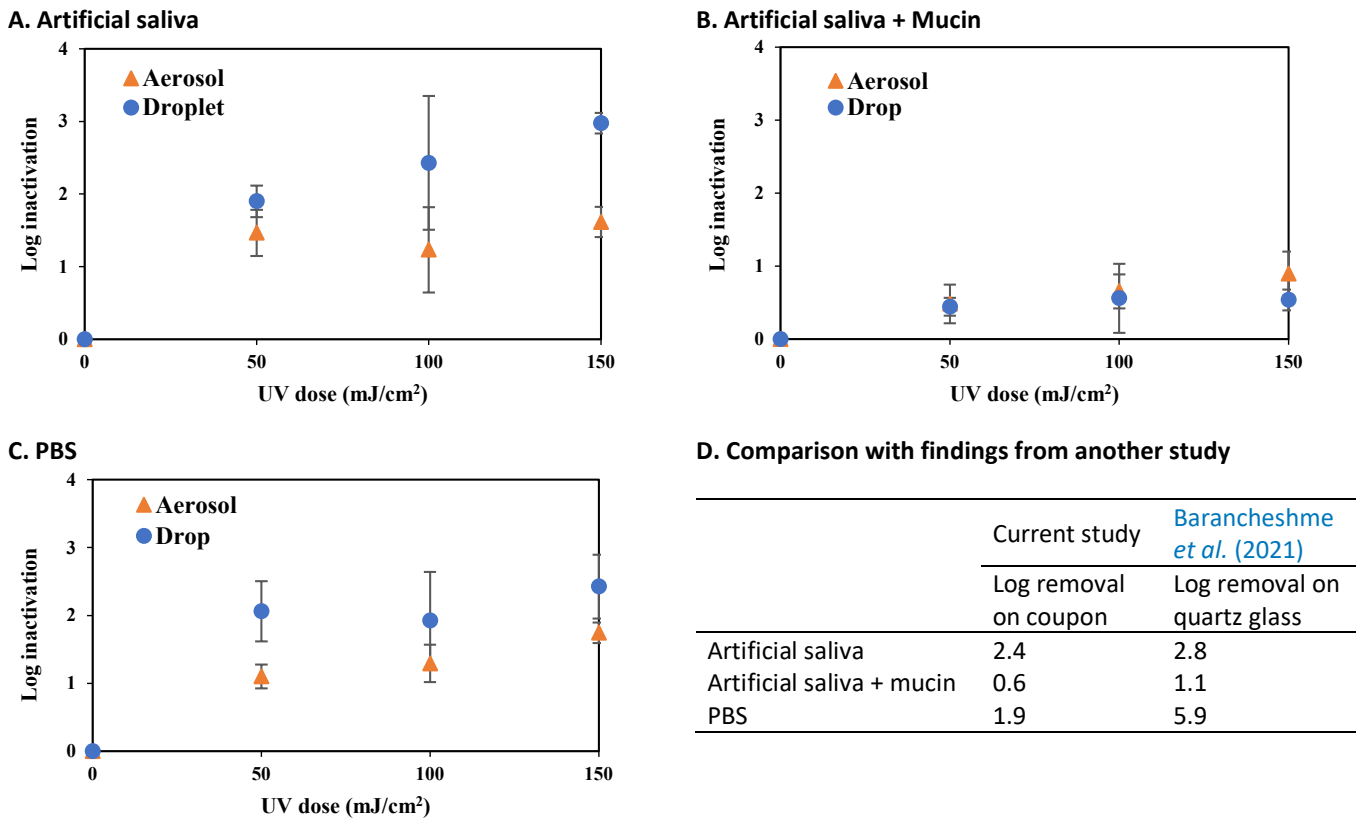 A. Artificial saliva
4
3
2
1
0
Log inactivation
Aerosol
Droplet
0 50 100 150
UV dose (mJ/cm²)
B. Artificial saliva + Mucin
4
3
2
1
0
Log inactivation
Aerosol
Drop
0 50 100 150
UV dose (mJ/cm²)
C. PBS
4
3
2
1
0
Log inactivation
Aerosol
Drop
0 50 100 150
UV dose (mJ/cm²)
D. Comparison with findings from another study
Current study Barancheshme
et al. (2021)
Log removal Log removal on
on coupon quartz glass
Artificial saliva 2.4 2.8
Artificial saliva + mucin 0.6 1.1
PBS 1.9 5.9